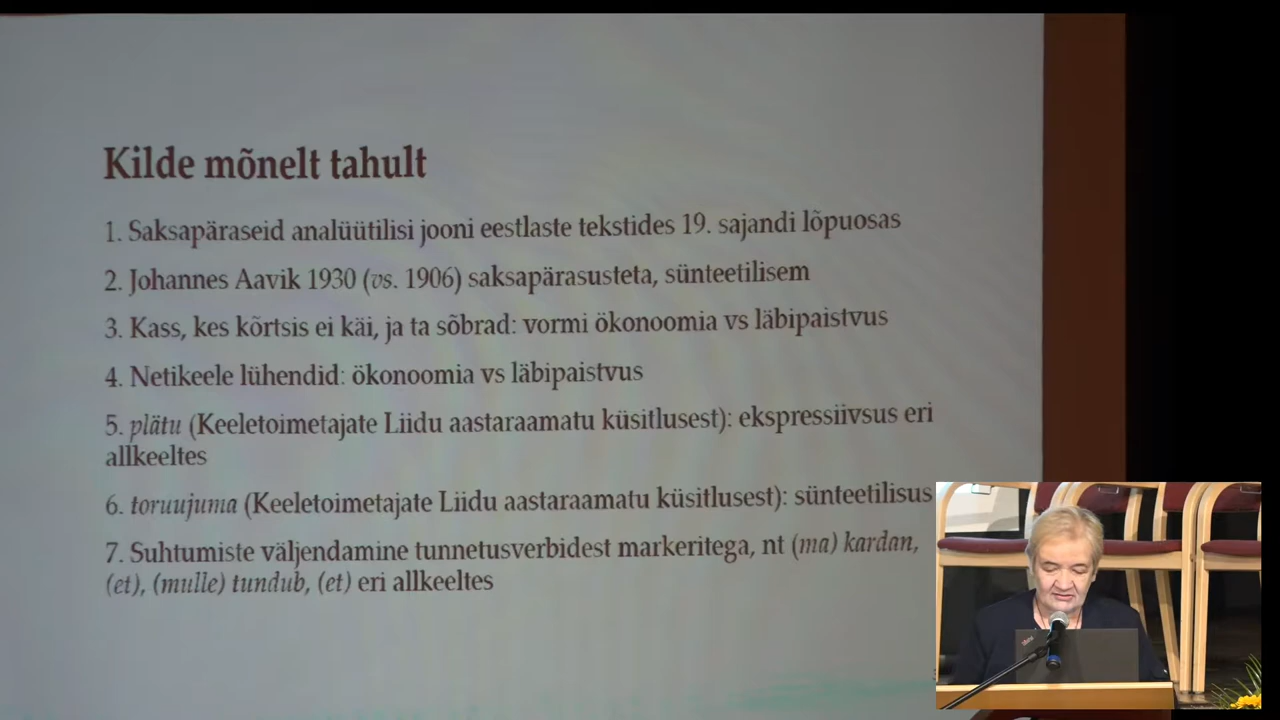 Kilde mõnelt tahult
1. Saksapäraseid analüütilisi jooni eestlaste tekstides 19. sajandi lõpuosas
2. Johannes Aavik 1930 (vs. 1906) saksapärasusteta, sünteetilisem
3. Kass, kes kõrtsis ei käi, ja ta sõbrad: vormi ökonoomia vs läbipaistvus
4. Netikeele lühendid: ökonoomia vs läbipaistvus
5. plätu (Keeletoimetajate Liidu aastaraamatu küsitlusest): ekspressiivsus eri
allkeeltes
6. toruujuma (Keeletoimetajate Liidu aastaraamatu küsitlusest): sünteetilisus
7. Suhtumiste väljendamine tunnetusverbidest markeritega, nt (ma) kardan,
(et), (mulle) tundub, (et) eri allkeeltes